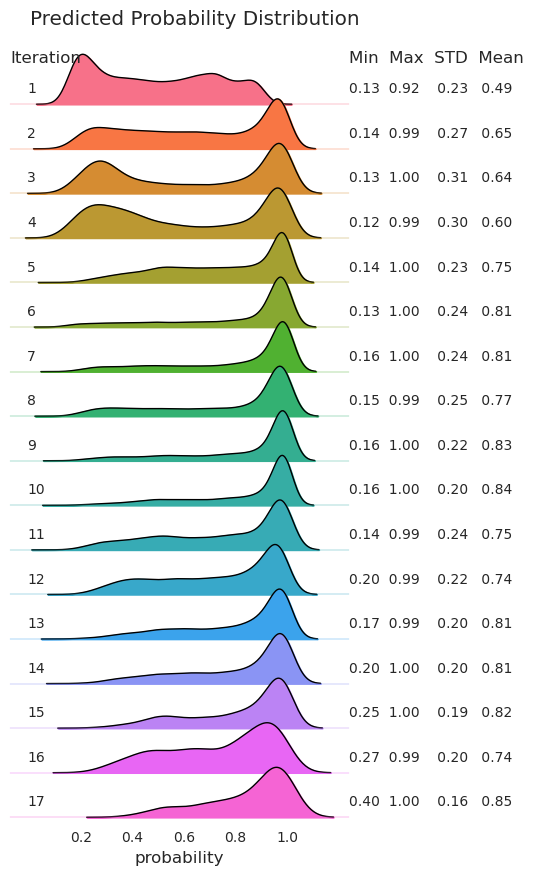 Predicted Probability Distribution
Iteration Min Max STD Mean
1 0.13 0.92 0.23 0.49
2 0.14 0.99 0.27 0.65
3 0.13 1.00 0.31 0.64
4 0.12 0.99 0.30 0.60
5 0.14 1.00 0.23 0.75
6 0.13 1.00 0.24 0.81
7 0.16 1.00 0.24 0.81
8 0.15 0.99 0.25 0.77
9 0.16 1.00 0.22 0.83
10 0.16 1.00 0.20 0.84
11 0.14 0.99 0.24 0.75
12 0.20 0.99 0.22 0.74
13 0.17 0.99 0.20 0.81
14 0.20 1.00 0.20 0.81
15 0.25 1.00 0.19 0.82
16 0.27 0.99 0.20 0.74
17 0.40 1.00 0.16 0.85
0.2 0.4 0.6 0.8 1.0
probability